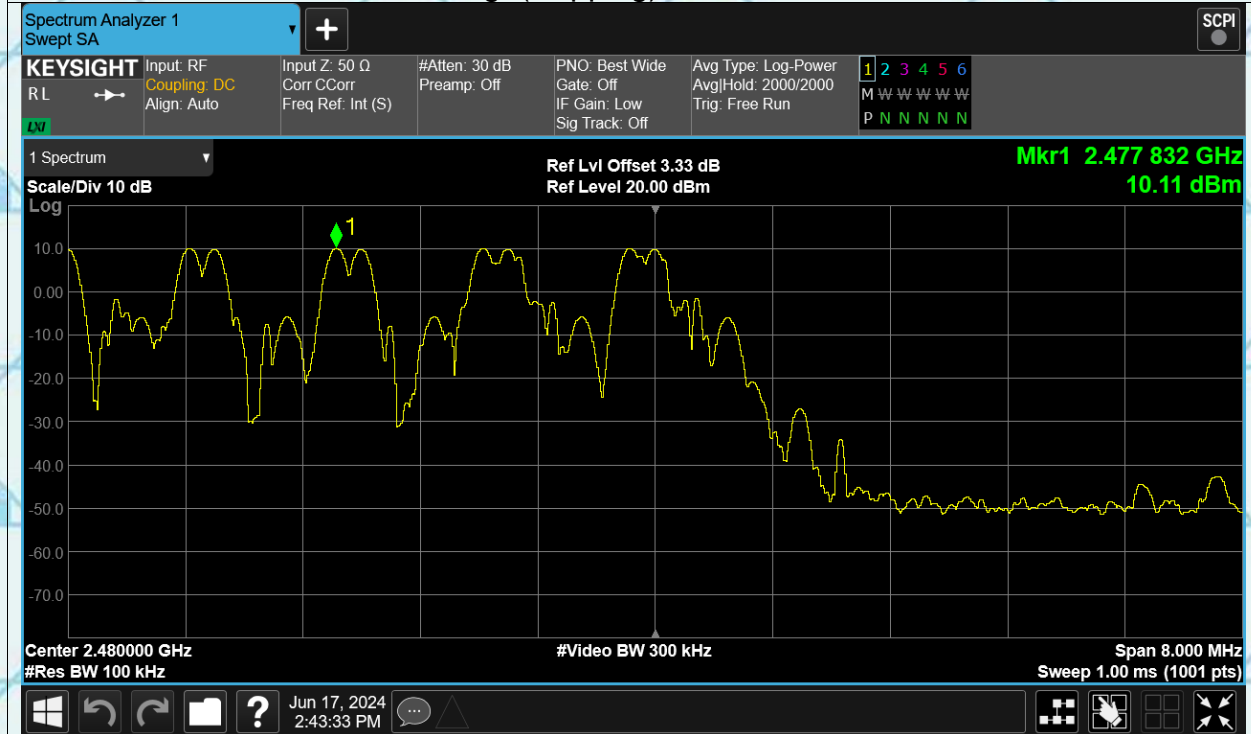 Spectrum Analyzer 1
Swept SA
+
SCPI
KEYSIGHT
R L
LXI
Input: RF
Coupling: DC
Align: Auto
Input Z: 50 Ω
Corr CCorr
Freq Ref: Int (S)
#Atten: 30 dB
Preamp: Off
PNO: Best Wide
Gate: Off
IF Gain: Low
Sig Track: Off
Avg Type: Log-Power
Avg|Hold: 2000/2000
Trig: Free Run
1 2 3 4 5 6
M W W W W W
P N N N N N
1 Spectrum
Scale/Div 10 dB
Log
Ref Lvl Offset 3.33 dB
Ref Level 20.00 dBm
Mkr1 2.477 832 GHz
10.11 dBm
1
10.0
0.00
-10.0
-20.0
-30.0
-40.0
-50.0
-60.0
-70.0
Center 2.480000 GHz
#Res BW 100 kHz
#Video BW 300 kHz
Span 8.000 MHz
Sweep 1.00 ms (1001 pts)
?
Jun 17, 2024
2:43:33 PM